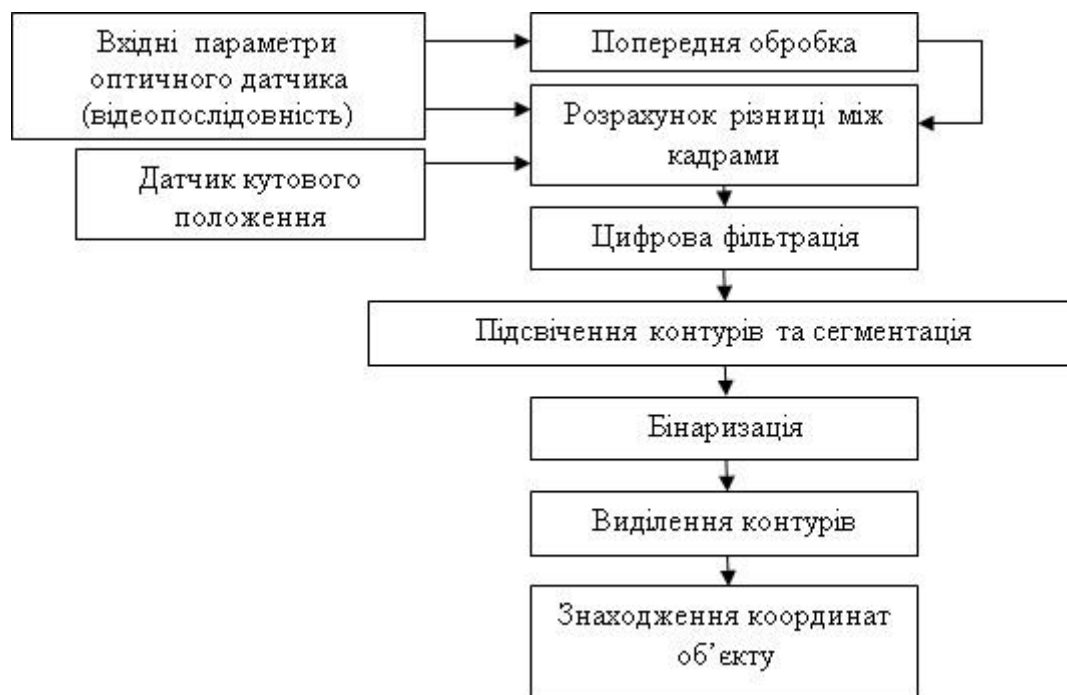 Вхідні параметри
оптичного датчика
(відеопослідовність)
Попередня обробка
Розрахунок різниці між
кадрами
Датчик кутового
положення
Цифрова фільтрація
Підсвічення контурів та сегментація
Бінаризація
Виділення контурів
Знаходження координат
об’єкту